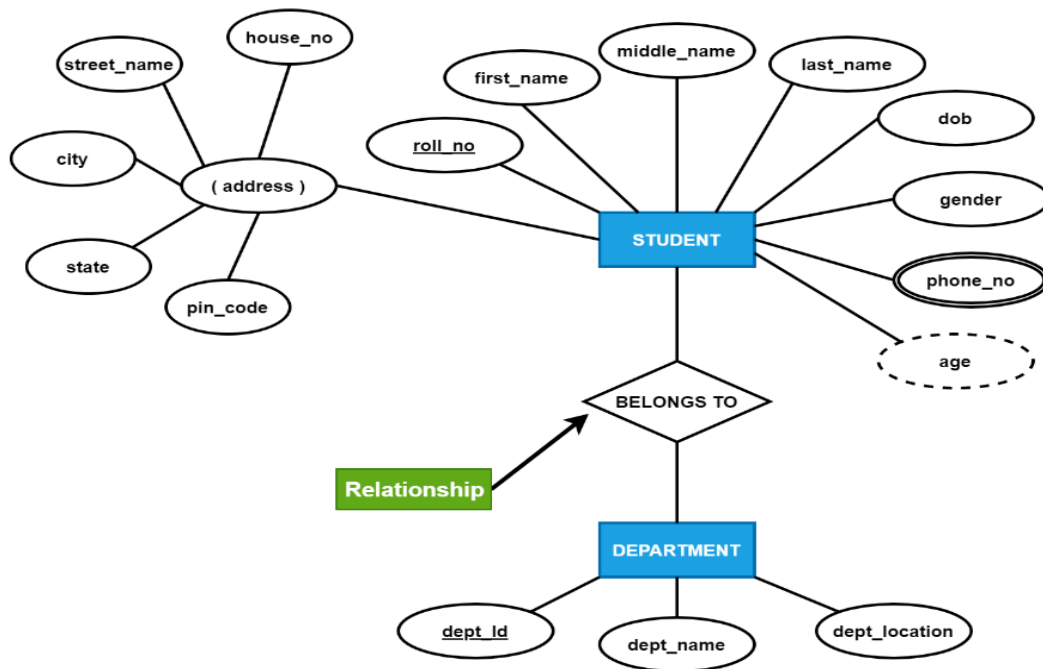 house_no
street_name
city
( address )
state
pin_code
first_name
middle_name
last_name
roll_no
dob
gender
phone_no
age
STUDENT
BELONGS TO
Relationship
DEPARTMENT
dept_Id
dept_name
dept_location